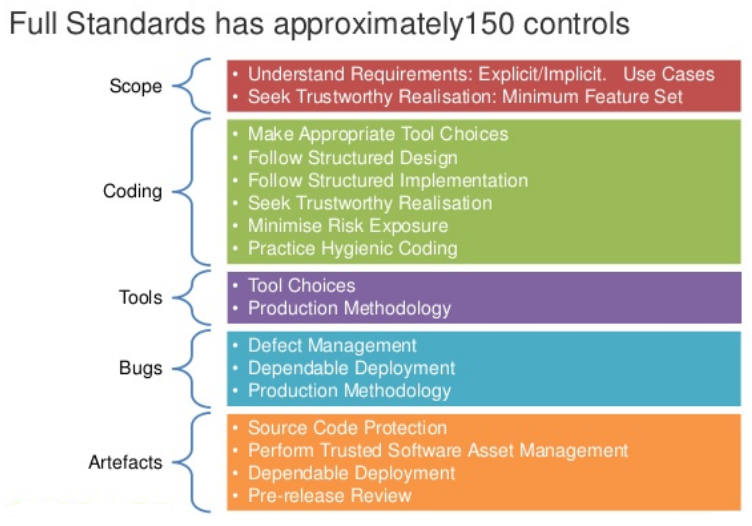 Full Standards has approximately150 controls
Scope
• Understand Requirements: Explicit/Implicit. Use Cases
• Seek Trustworthy Realisation: Minimum Feature Set
Coding
• Make Appropriate Tool Choices
• Follow Structured Design
• Follow Structured Implementation
• Seek Trustworthy Realisation
• Minimise Risk Exposure
• Practice Hygienic Coding
Tools
• Tool Choices
• Production Methodology
Bugs
• Defect Management
• Dependable Deployment
• Production Methodology
Artefacts
• Source Code Protection
• Perform Trusted Software Asset Management
• Dependable Deployment
• Pre-release Review